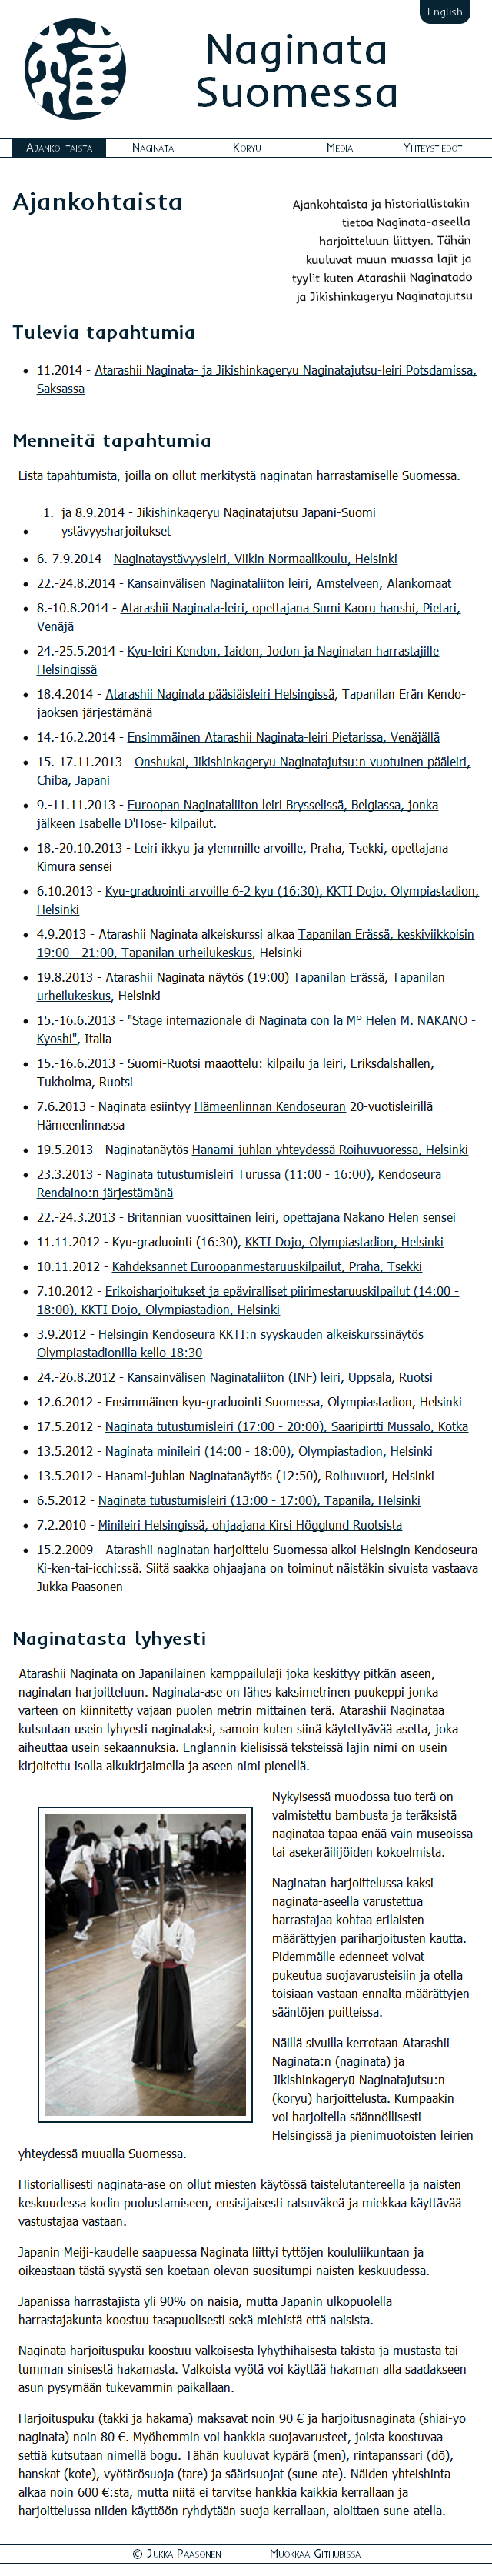 English
Naginata
Suomessa
Ajankohtaista
Naginata
Koryu
Media
Yhteystiedot
Ajankohtaista
Ajankohtaista ja historiallistakin
tietoa Naginata-aseella
harjoitteluun liittyen. Tähän
kuuluvat muun muassa lajit ja
tyylit kuten Atarashii Naginatado
ja Jikishinkageryu Naginatajutsu
Tulevia tapahtumia
• 11.2014 - Atarashii Naginata- ja Jikishinkageryu Naginatajutsu-leiri Potsdamissa,
Saksassa
Menneitä tapahtumia
Lista tapahtumista, joilla on ollut merkitystä naginatan harrastamiselle Suomessa.
1. ja 8.9.2014 - Jikishinkageryu Naginatajutsu Japani-Suomi
• ystävyysharjoitukset
• 6.-7.9.2014 - Naginataystävyysleiri, Viikin Normaalikoulu, Helsinki
• 22.-24.8.2014 - Kansainvälisen Naginataliiton leiri, Amstelveen, Alankomaat
• 8.-10.8.2014 - Atarashii Naginata-leiri, opettajana Sumi Kaoru hanshi, Pietari,
Venäjä
• 24.-25.5.2014 - Kyu-leiri Kendon, Iaidon, Jodon ja Naginatan harrastajille
Helsingissä
• 18.4.2014 - Atarashii Naginata pääsiäisleiri Helsingissä, Tapanilan Erän Kendo-
jaoksen järjestämänä
• 14.-16.2.2014 - Ensimmäinen Atarashii Naginata-leiri Pietarissa, Venäjällä
• 15.-17.11.2013 - Onshukai, Jikishinkageryu Naginatajutsu:n vuotuinen pääleiri,
Chiba, Japani
• 9.-11.11.2013 - Euroopan Naginataliiton leiri Brysselissä, Belgiassa, jonka
jälkeen Isabelle D'Hose- kilpailut.
• 18.-20.10.2013 - Leiri ikkyu ja ylemmille arvoille, Praha, Tsekki, opettajana
Kimura sensei
• 6.10.2013 - Kyu-graduointi arvoille 6-2 kyu (16:30), KKTI Dojo, Olympiastadion,
Helsinki
• 4.9.2013 - Atarashii Naginata alkeiskurssi alkaa Tapanilan Erässä, keskiviikkoisin
19:00 - 21:00, Tapanilan urheilukeskus, Helsinki
• 19.8.2013 - Atarashii Naginata näytös (19:00) Tapanilan Erässä, Tapanilan
urheilukeskus, Helsinki
• 15.-16.6.2013 - "Stage internazionale di Naginata con la M° Helen M. NAKANO -
Kyoshi", Italia
• 15.-16.6.2013 - Suomi-Ruotsi maaottelu: kilpailu ja leiri, Eriksdalshallen,
Tukholma, Ruotsi
• 7.6.2013 - Naginata esiintyy Hämeenlinnan Kendoseuran 20-vuotisleirillä
Hämeenlinnassa
• 19.5.2013 - Naginatanäytös Hanami-juhlan yhteydessä Roihuvuoressa, Helsinki
• 23.3.2013 - Naginata tutustumisleiri Turussa (11:00 - 16:00), Kendoseura
Rendaino:n järjestämänä
• 22.-24.3.2013 - Britannian vuosittainen leiri, opettajana Nakano Helen sensei
• 11.11.2012 - Kyu-graduointi (16:30), KKTI Dojo, Olympiastadion, Helsinki
• 10.11.2012 - Kahdeksannet Euroopanmestaruuskilpailut, Praha, Tsekki
• 7.10.2012 - Erikoisharjoitukset ja epäviralliset piirimestaruuskilpailut (14:00 -
18:00), KKTI Dojo, Olympiastadion, Helsinki
• 3.9.2012 - Helsingin Kendoseura KKTI:n syyskauden alkeiskurssinäytös
Olympiastadionilla kello 18:30
• 24.-26.8.2012 - Kansainvälisen Naginataliiton (INF) leiri, Uppsala, Ruotsi
• 12.6.2012 - Ensimmäinen kyu-graduointi Suomessa, Olympiastadion, Helsinki
• 17.5.2012 - Naginata tutustumisleiri (17:00 - 20:00), Saaripirtti Mussalo, Kotka
• 13.5.2012 - Naginata minileiri (14:00 - 18:00), Olympiastadion, Helsinki
• 13.5.2012 - Hanami-juhlan Naginatanäytös (12:50), Roihuvuori, Helsinki
• 6.5.2012 - Naginata tutustumisleiri (13:00 - 17:00), Tapanila, Helsinki
• 7.2.2010 - Minileiri Helsingissä, ohjaajana Kirsi Högglund Ruotsista
• 15.2.2009 - Atarashii naginatan harjoittelu Suomessa alkoi Helsingin Kendoseura
Ki-ken-tai-icchi:ssä. Siitä saakka ohjaajana on toiminut näistäkin sivuista vastaava
Jukka Paasonen
Naginatasta lyhyesti
Atarashii Naginata on Japanilainen kamppailulaji joka keskittyy pitkän aseen,
naginatan harjoitteluun. Naginata-ase on lähes kaksimetrinen puukeppi jonka
varteen on kiinnitetty vajaan puolen metrin mittainen terä. Atarashii Naginataa
kutsutaan usein lyhyesti naginataksi, samoin kuten siinä käytettyävää asetta, joka
aiheuttaa usein sekaannuksia. Englannin kielisissä teksteissä lajin nimi on usein
kirjoitettu isolla alkukirjaimella ja aseen nimi pienellä.
Nykyisessä muodossa tuo terä on
valmistettu bambusta ja teräksistä
naginataa tapaa enää vain museoissa
tai asekeräilijöiden kokoelmista.
Naginatan harjoittelussa kaksi
naginata-aseella varustettua
harrastajaa kohtaa erilaisten
määrättyjen pariharjoitusten kautta.
Pidemmälle edenneet voivat
pukeutua suojavarusteisiin ja otella
toisiaan vastaan ennalta määrättyjen
sääntöjen puitteissa.
Näillä sivuilla kerrotaan Atarashii
Naginata:n (naginata) ja
Jikishinkageryū Naginatajutsu:n
(koryu) harjoittelusta. Kumpaakin
voi harjoitella säännöllisesti
Helsingissä ja pienimuotoisten leirien
yhteydessä muualla Suomessa.
Historiallisesti naginata-ase on ollut miesten käytössä taistelutantereella ja naisten
keskuudessa kodin puolustamiseen, ensisijaisesti ratsuväkeä ja miekkaa käyttävää
vastustajaa vastaan.
Japanin Meiji-kaudelle saapuessa Naginata liittyi tyttöjen koululiikuntaan ja
oikeastaan tästä syystä sen koetaan olevan suositumpi naisten keskuudessa.
Japanissa harrastajista yli 90% on naisia, mutta Japanin ulkopuolella
harrastajakunta koostuu tasapuolisesti sekä miehistä että naisista.
Naginata harjoituspuku koostuu valkoisesta lyhythihaisesta takista ja mustasta tai
tumman sinisestä hakamasta. Valkoista vyötä voi käyttää hakaman alla saadakseen
asun pysymään tukevammin paikallaan.
Harjoituspuku (takki ja hakama) maksavat noin 90 € ja harjoitusnaginata (shiai-yo
naginata) noin 80 €. Myöhemmin voi hankkia suojavarusteet, joista koostuvaa
settiä kutsutaan nimellä bogu. Tähän kuuluvat kypärä (men), rintapanssari (dō),
hanskat (kote), vyötärösuoja (tare) ja säärisuojat (sune-ate). Näiden yhteishinta
alkaa noin 600 €:sta, mutta niitä ei tarvitse hankkia kaikkia kerrallaan ja
harjoittelussa niiden käyttöön ryhdytään suoja kerrallaan, aloittaen sune-atella.
© Jukka Paasonen
Muokkaa Githubissa